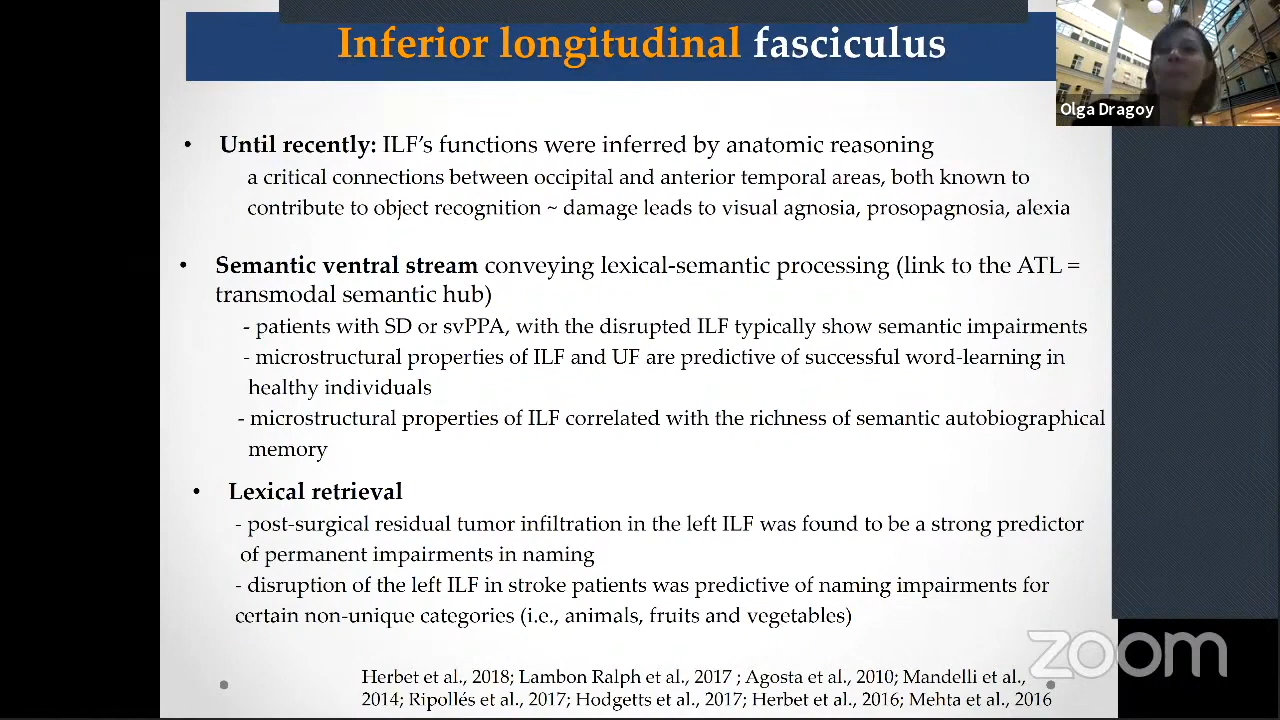 Inferior longitudinal fasciculus
Olga Dragoy
• Until recently: ILF’s functions were inferred by anatomic reasoning
a critical connections between occipital and anterior temporal areas, both known to
contribute to object recognition ~ damage leads to visual agnosia, prosopagnosia, alexia
• Semantic ventral stream conveying lexical-semantic processing (link to the ATL =
transmodal semantic hub)
- patients with SD or svPPA, with the disrupted ILF typically show semantic impairments
- microstructural properties of ILF and UF are predictive of successful word-learning in
healthy individuals
- microstructural properties of ILF correlated with the richness of semantic autobiographical
memory
• Lexical retrieval
- post-surgical residual tumor infiltration in the left ILF was found to be a strong predictor
of permanent impairments in naming
- disruption of the left ILF in stroke patients was predictive of naming impairments for
certain non-unique categories (i.e., animals, fruits and vegetables)
zoom
Herbet et al., 2018; Lambon Ralph et al., 2017 ; Agosta et al., 2010; Mandelli et al.,
2014; Ripollés et al., 2017; Hodgetts et al., 2017; Herbet et al., 2016; Mehta et al., 2016